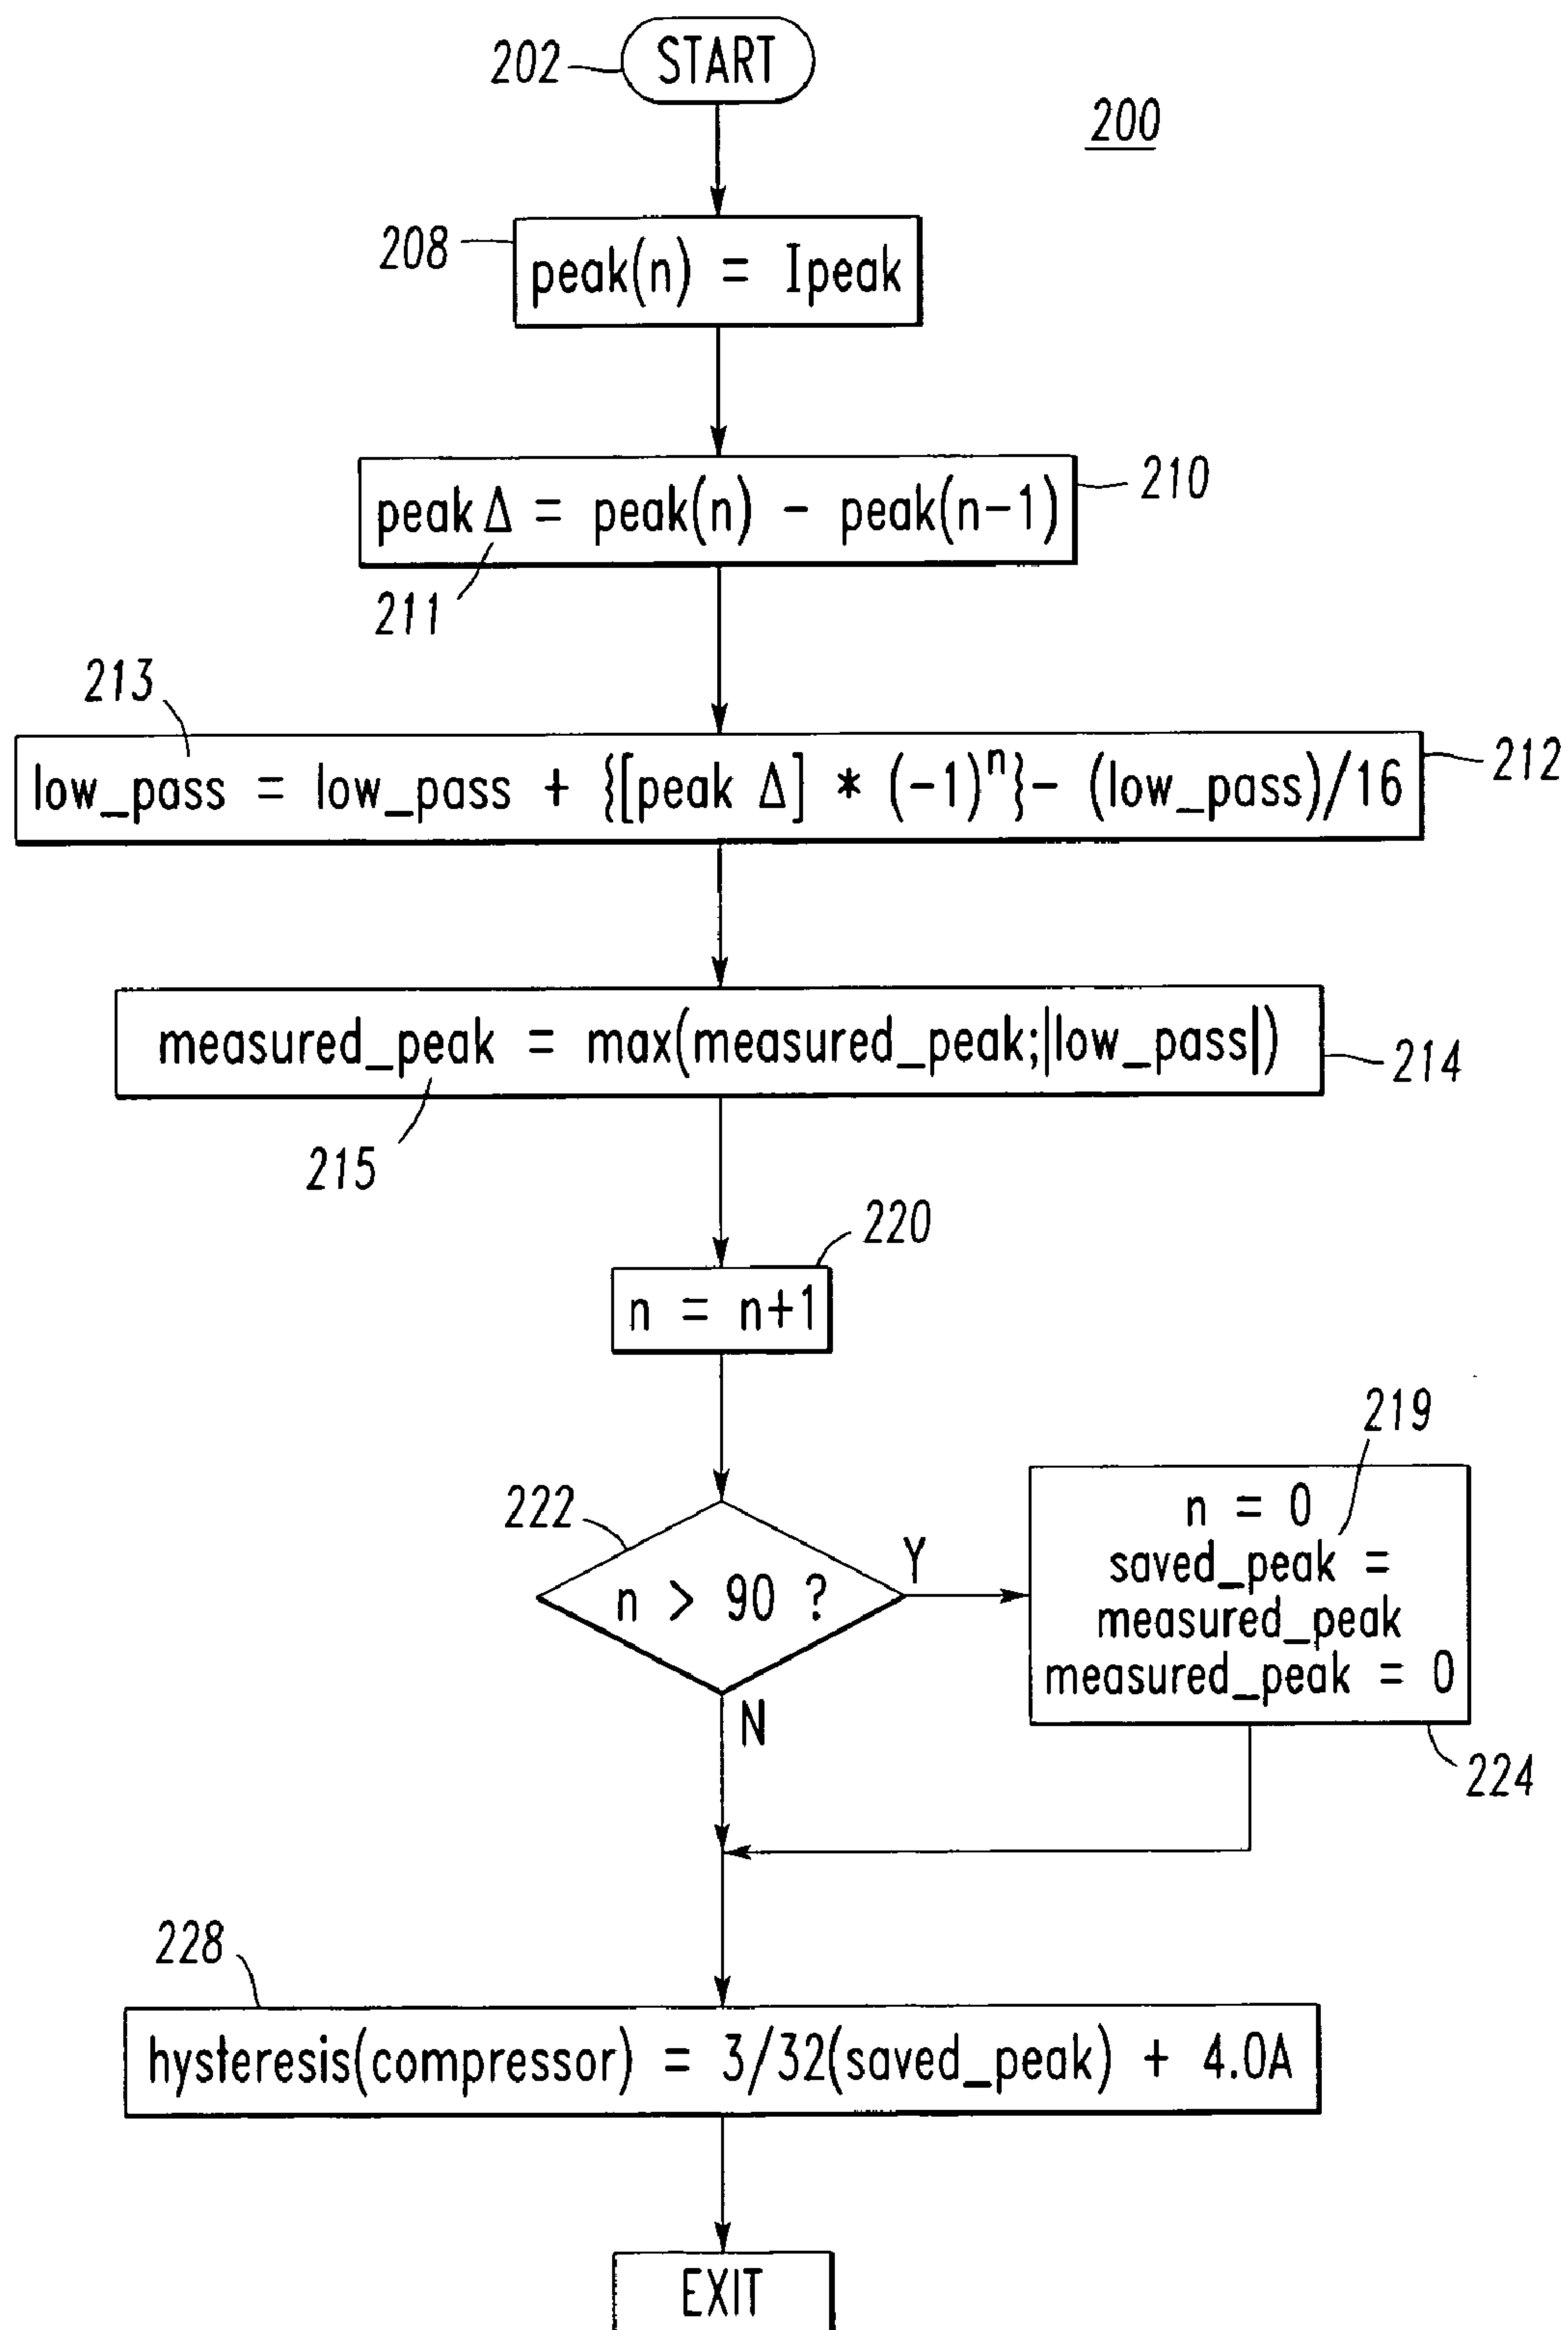 202
START
200
208
peak(n) = Ipeak
210
peak Δ = peak(n) - peak(n-1)
211
213
212
low_pass = low_pass + {[peak Δ] * (-1)ⁿ}- (low_pass)/16
measured_peak = max(measured_peak;|low_pass|)
214
215
220
n = n+1
219
222
n > 90 ?
Y
n = 0
saved_peak =
measured_peak
measured_peak = 0
N
224
228
hysteresis(compressor) = 3/32(saved_peak) + 4.0A
EXIT